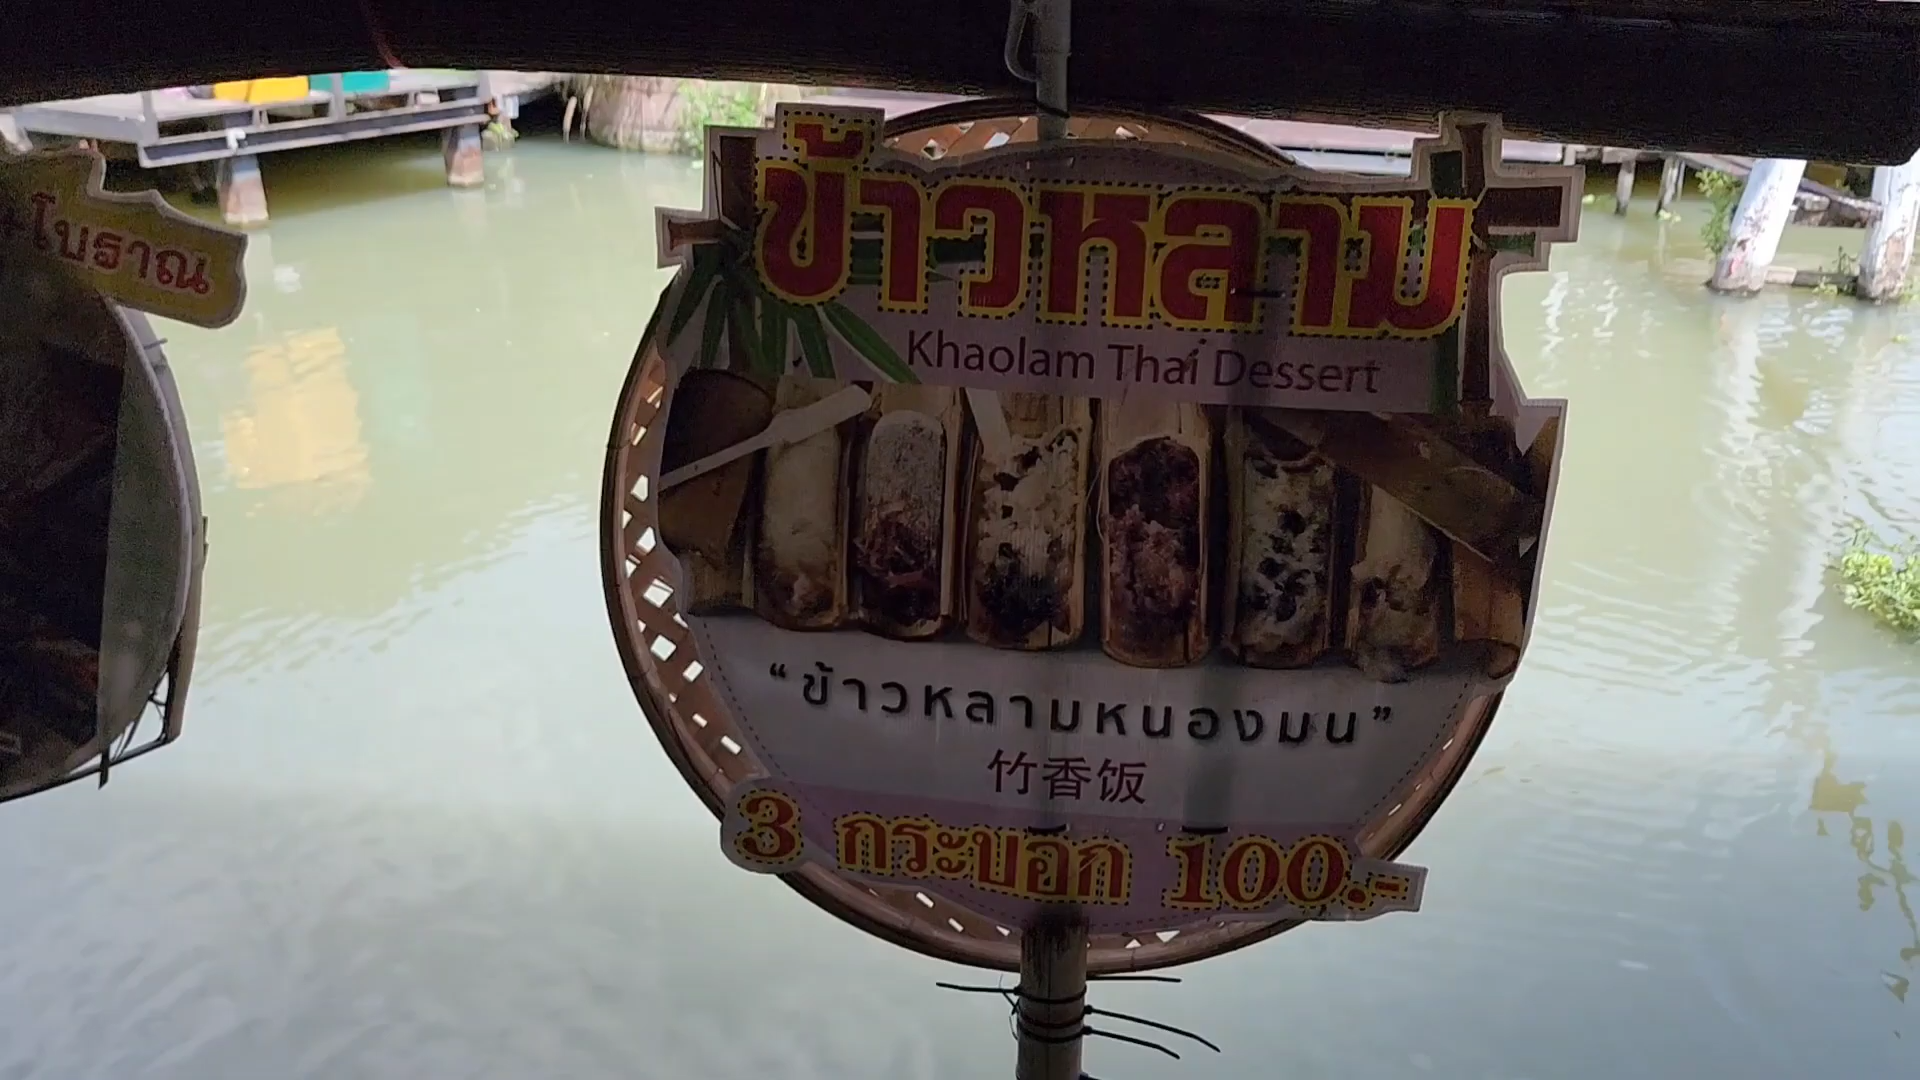 โบราณ
ข้าวหลาม
Khaolam Thai Dessert
“ข้าวหลามหนองมน”
竹香饭
3 กระบอก 100.-